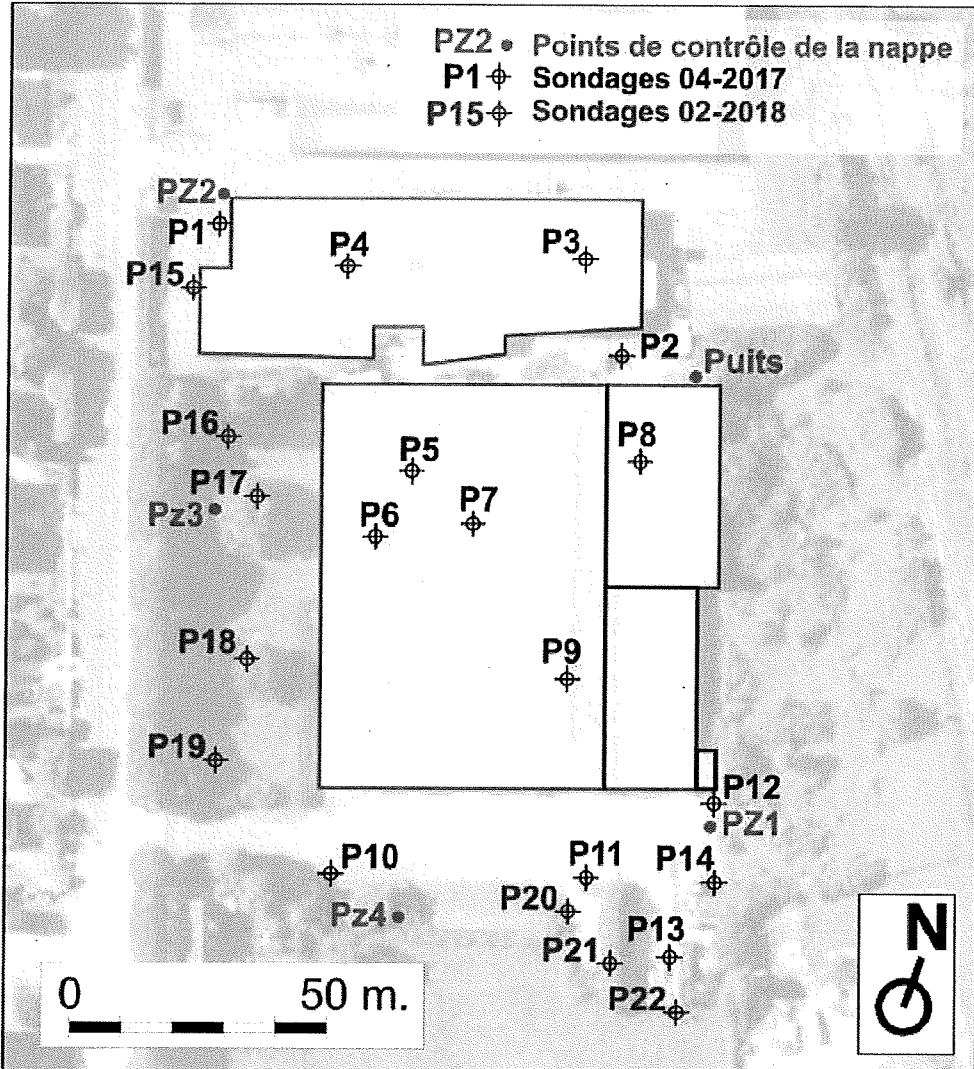 PZ2 Points de contrôle de la nappe
P1 Sondages 04-2017
P15 Sondages 02-2018
PZ2
P1
P4
P3
P15
P2
Puits
P16
P5
P8
P17
Pz3
P6
P7
P18
P9
P19
P12
PZ1
P10
P11
P14
P20
Pz4
P13
P21
P22
N
0 50 m.